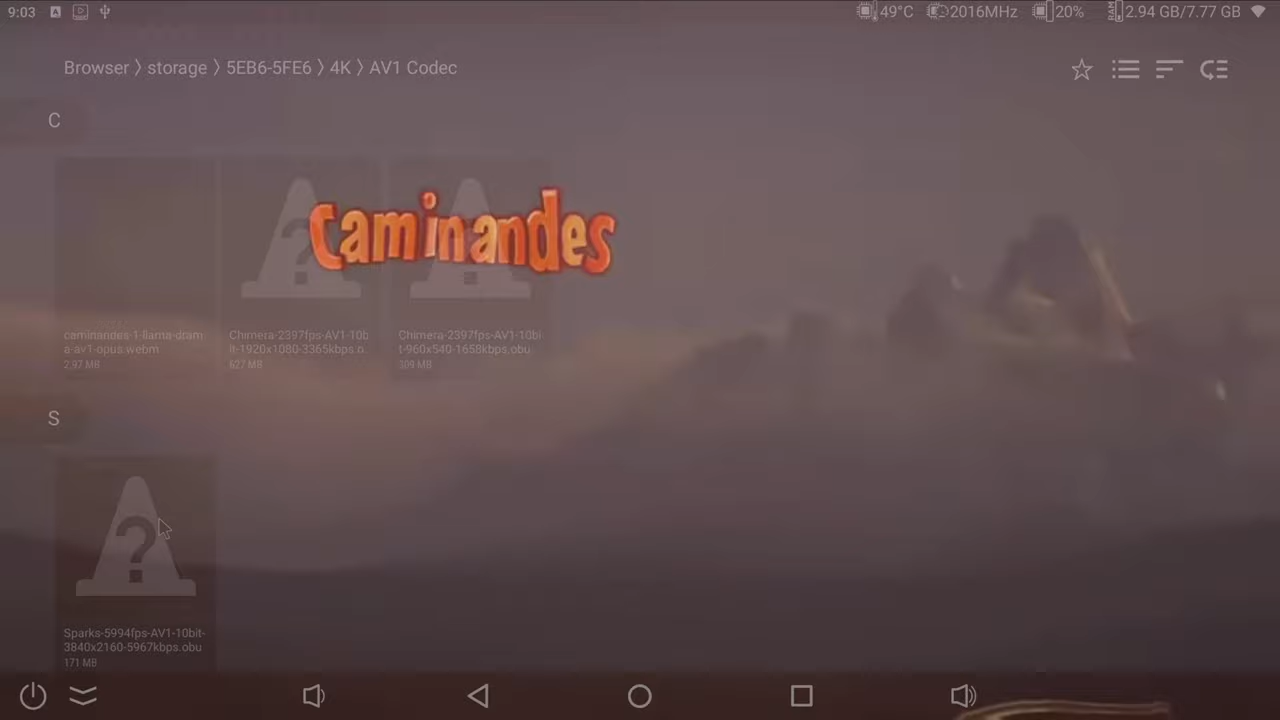 9:03 49°C 2016MHz 20% RAM 2.94 GB/7.77 GB
Browser 〉 storage 〉 5EB6-5FE6 〉 4K 〉 AV1 Codec
C
Caminandes
caminandes-1-llama-dram
a-av1-opus.webm
2,97 MB
Chimera-2397fps-AV1-10b
it-1920x1080-3365kbps.o
627 MB
Chimera-2397fps-AV1-10bi
t-960x540-1658kbps.obu
309 MB
S
Sparks-5994fps-AV1-10bit-
3840x2160-5967kbps.obu
171 MB